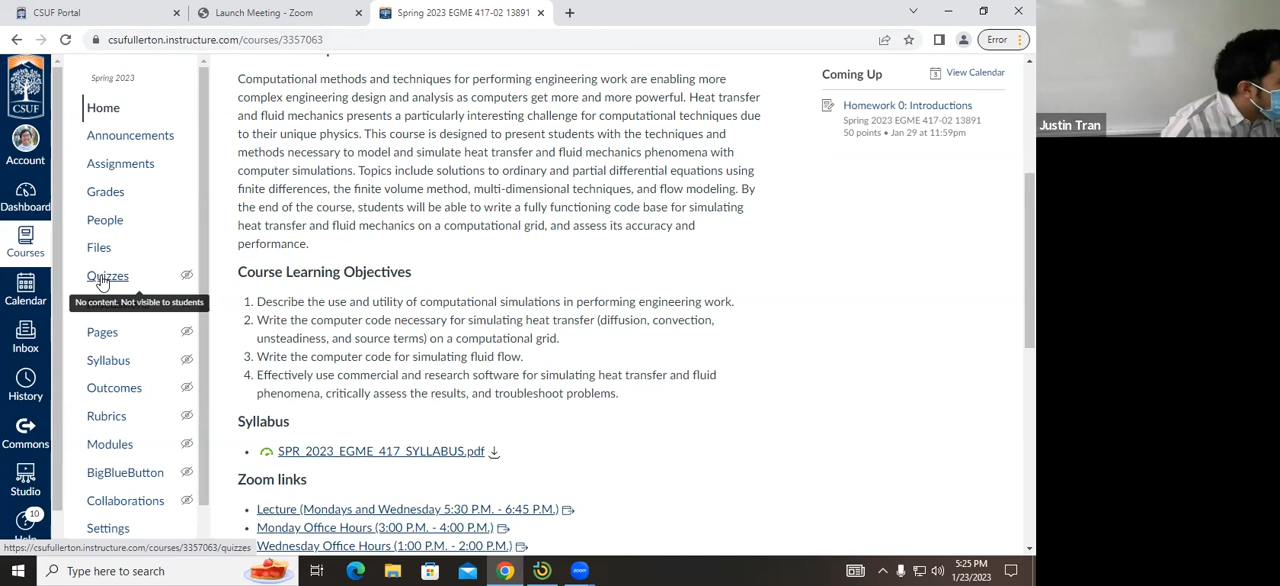 CSUF Portal
Launch Meeting - Zoom
Spring 2023 EGME 417-02 13891
csufullerton.instructure.com/courses/3357063
Error
CSUF
Account
Dashboard
Courses
Calendar
Inbox
History
Commons
Studio
10
Help
Spring 2023
Home
Announcements
Assignments
Grades
People
Files
Quizzes
No content. Not visible to students
Pages
Syllabus
Outcomes
Rubrics
Modules
BigBlueButton
Collaborations
Settings
Computational methods and techniques for performing engineering work are enabling more
complex engineering design and analysis as computers get more and more powerful. Heat transfer
and fluid mechanics presents a particularly interesting challenge for computational techniques due
to their unique physics. This course is designed to present students with the techniques and
methods necessary to model and simulate heat transfer and fluid mechanics phenomena with
computer simulations. Topics include solutions to ordinary and partial differential equations using
finite differences, the finite volume method, multi-dimensional techniques, and flow modeling. By
the end of the course, students will be able to write a fully functioning code base for simulating
heat transfer and fluid mechanics on a computational grid, and assess its accuracy and
performance.
Course Learning Objectives
1. Describe the use and utility of computational simulations in performing engineering work.
2. Write the computer code necessary for simulating heat transfer (diffusion, convection,
unsteadiness, and source terms) on a computational grid.
3. Write the computer code for simulating fluid flow.
4. Effectively use commercial and research software for simulating heat transfer and fluid
phenomena, critically assess the results, and troubleshoot problems.
Syllabus
• SPR_2023_EGME_417_SYLLABUS.pdf
Zoom links
• Lecture (Mondays and Wednesday 5:30 P.M. - 6:45 P.M.)
• Monday Office Hours (3:00 P.M. - 4:00 P.M.)
Wednesday Office Hours (1:00 P.M. - 2:00 P.M.)
Coming Up
3 View Calendar
Homework 0: Introductions
Spring 2023 EGME 417-02 13891
50 points • Jan 29 at 11:59pm
Justin Tran
https://csufullerton.instructure.com/courses/3357063/quizzes
Type here to search
zoom
5:25 PM
1/23/2023